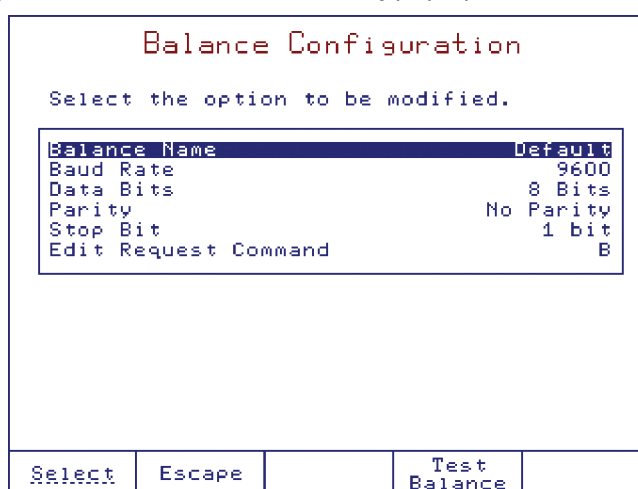 Balance Configuration
Select the option to be modified.
Balance Name Default
Baud Rate 9600
Data Bits 8 Bits
Parity No Parity
Stop Bit 1 bit
Edit Request Command B
Select Escape Test Balance